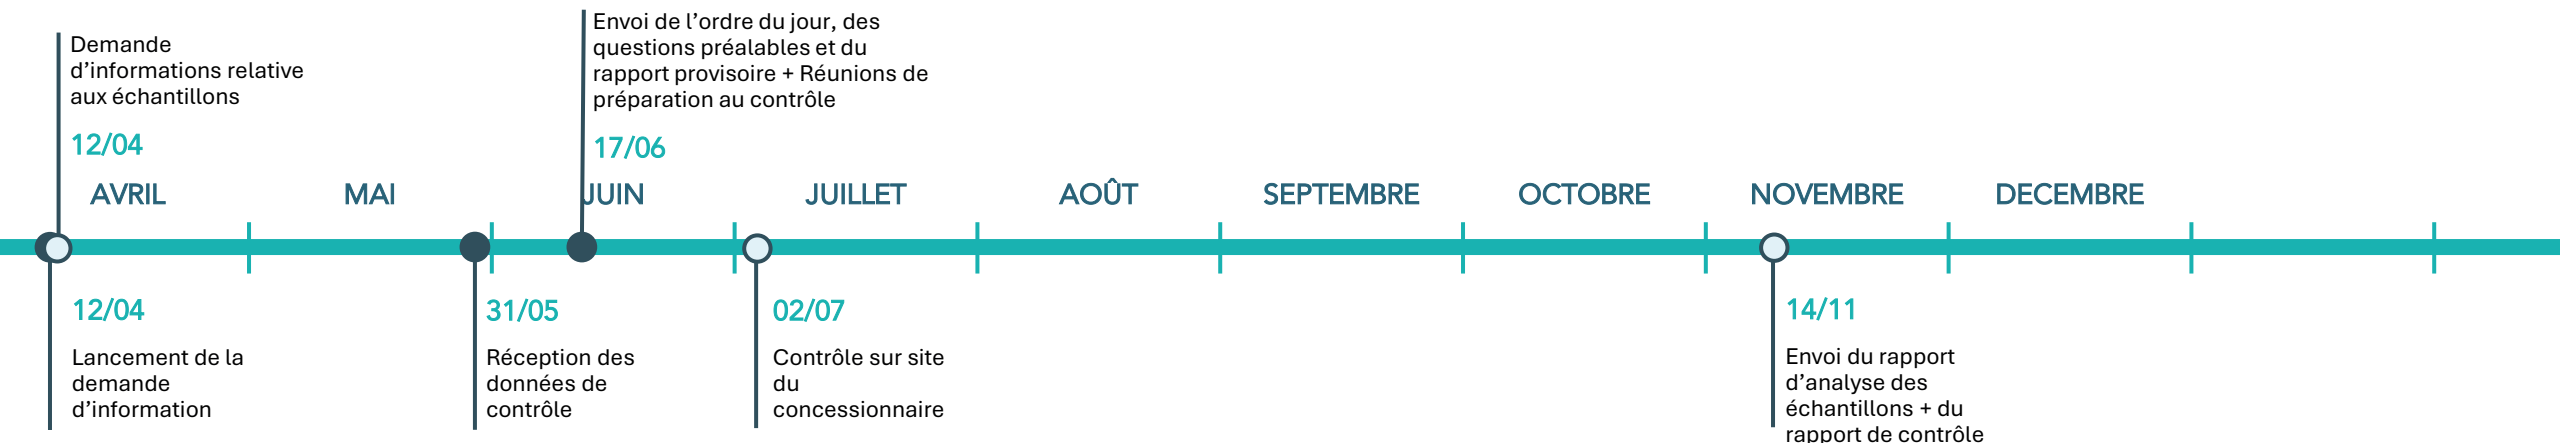 Demande
d’informations relative
aux échantillons
12/04
Envoi de l’ordre du jour, des
questions préalables et du
rapport provisoire + Réunions de
préparation au contrôle
17/06
AVRIL
MAI
JUIN
JUILLET
AOÛT
SEPTEMBRE
OCTOBRE
NOVEMBRE
DECEMBRE
12/04
Lancement de la
demande
d’information
31/05
Réception des
données de
contrôle
02/07
Contrôle sur site
du
concessionnaire
14/11
Envoi du rapport
d’analyse des
échantillons + du
rapport de contrôle